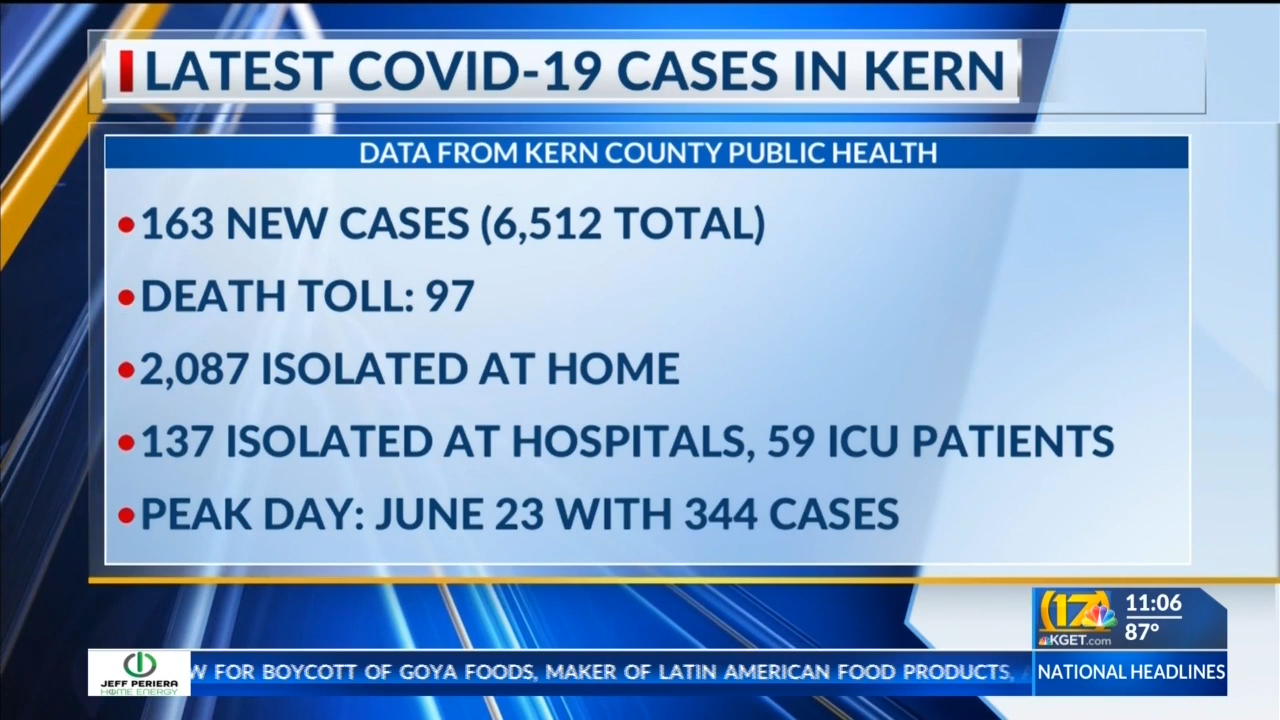 LATEST COVID-19 CASES IN KERN
DATA FROM KERN COUNTY PUBLIC HEALTH
•163 NEW CASES (6,512 TOTAL)
•DEATH TOLL: 97
•2,087 ISOLATED AT HOME
•137 ISOLATED AT HOSPITALS, 59 ICU PATIENTS
•PEAK DAY: JUNE 23 WITH 344 CASES
17
KGET.com
11:06
87°
JEFF PERIERA
HOME ENERGY
FOR BOYCOTT OF GOYA FOODS, MAKER OF LATIN AMERICAN FOOD PRODUCTS,
NATIONAL HEADLINES